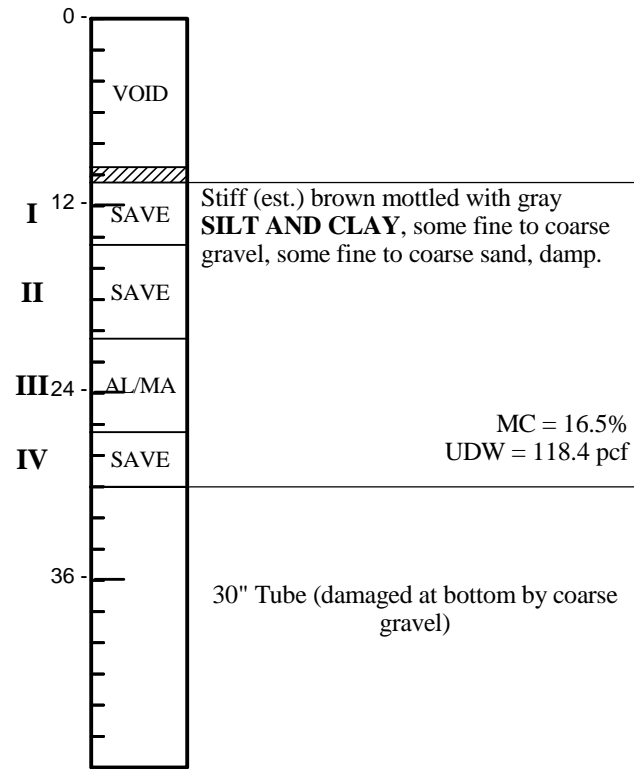 0 -
VOID
I 12 - SAVE
Stiff (est.) brown mottled with gray
SILT AND CLAY, some fine to coarse
gravel, some fine to coarse sand, damp.
II SAVE
III 24 - AL/MA
MC = 16.5%
UDW = 118.4 pcf
IV SAVE
36 -
30" Tube (damaged at bottom by coarse
gravel)